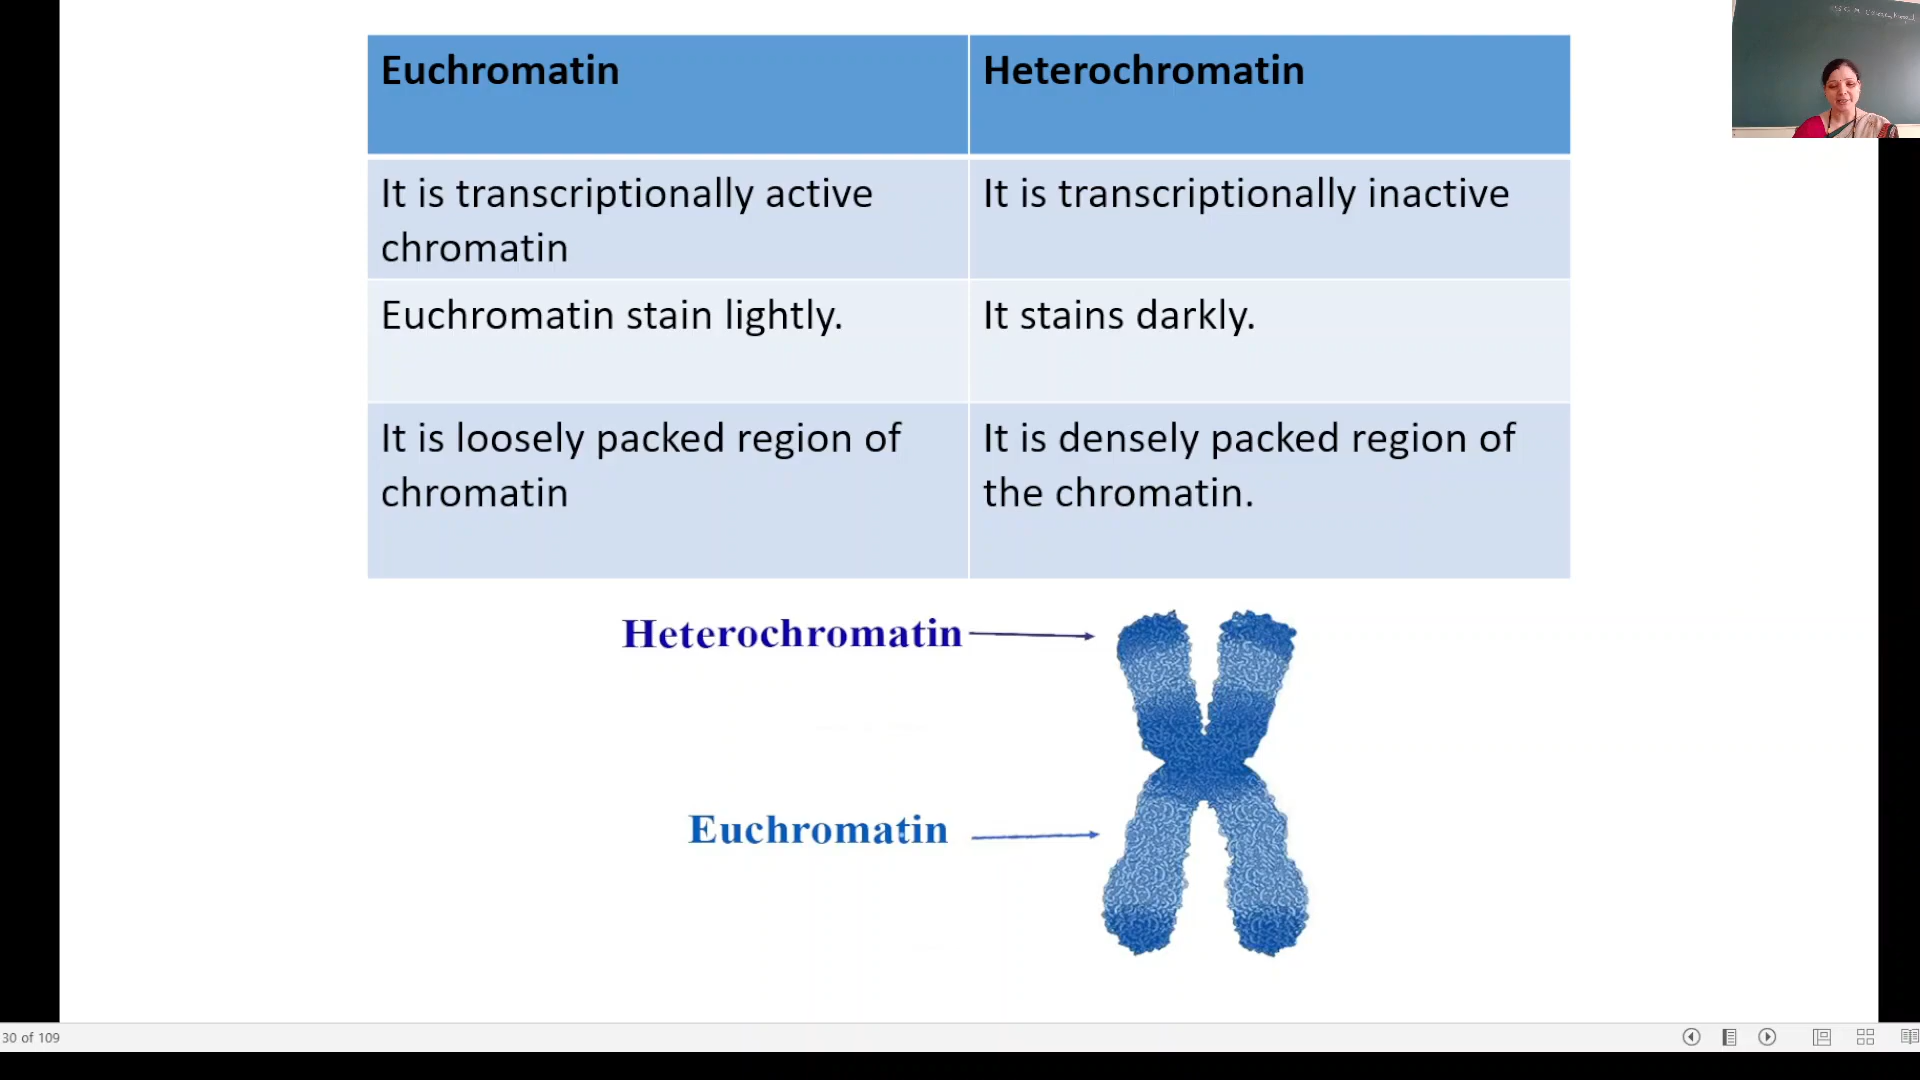 Euchromatin
Heterochromatin
It is transcriptionally active
chromatin
It is transcriptionally inactive
Euchromatin stain lightly.
It stains darkly.
It is loosely packed region of
chromatin
It is densely packed region of
the chromatin.
Heterochromatin
Euchromatin
30 of 109